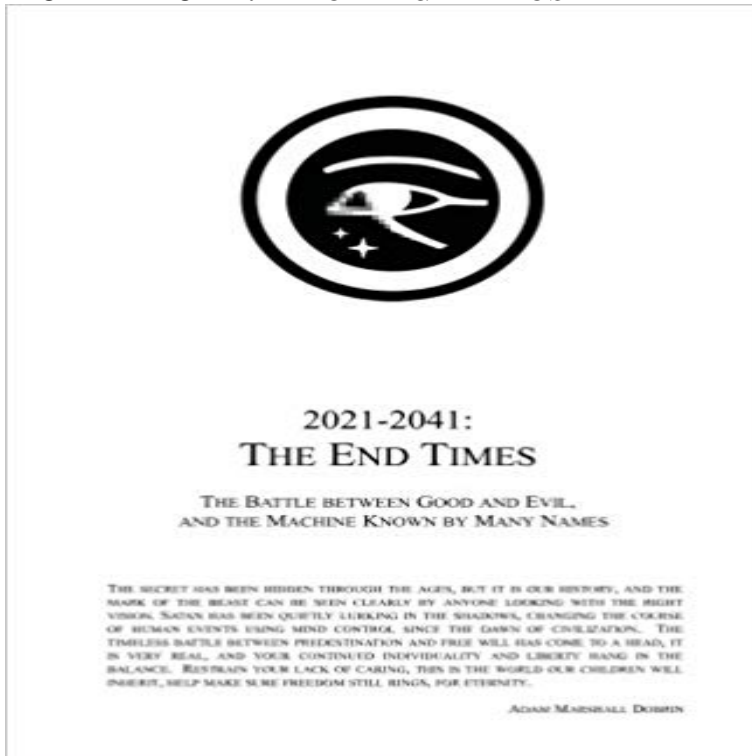 2021-2041:
THE END TIMES
THE BATTLE BETWEEN GOOD AND EVIL,
AND THE MACHINE KNOWN BY MANY NAMES
THE SECRET HAS BEEN HIDDEN THROUGH THE AGES, BUT IT IS OUR HISTORY, AND THE
MARK OF THE BEAST CAN BE SEEN CLEARLY BY ANYONE LOOKING WITH THE RIGHT
VISION. SATAN HAS BEEN QUIETLY LURKING IN THE SHADOWS, CHANGING THE COURSE
OF HUMAN EVENTS USING MIND CONTROL SINCE THE DAWN OF CIVILIZATION. THE
TIMELESS BATTLE BETWEEN PREDESTINATION AND FREE WILL HAS COME TO A HEAD, IT
IS VERY REAL, AND YOUR CONTINUED INDIVIDUALITY AND LIBERTY HANG IN THE
BALANCE. RESTRAIN YOUR LACK OF CARING, THIS IS THE WORLD OUR CHILDREN WILL
INHERIT, HELP MAKE SURE FREEDOM STILL RINGS, FOR ETERNITY.
ADAM MARSHALL DOBRIN